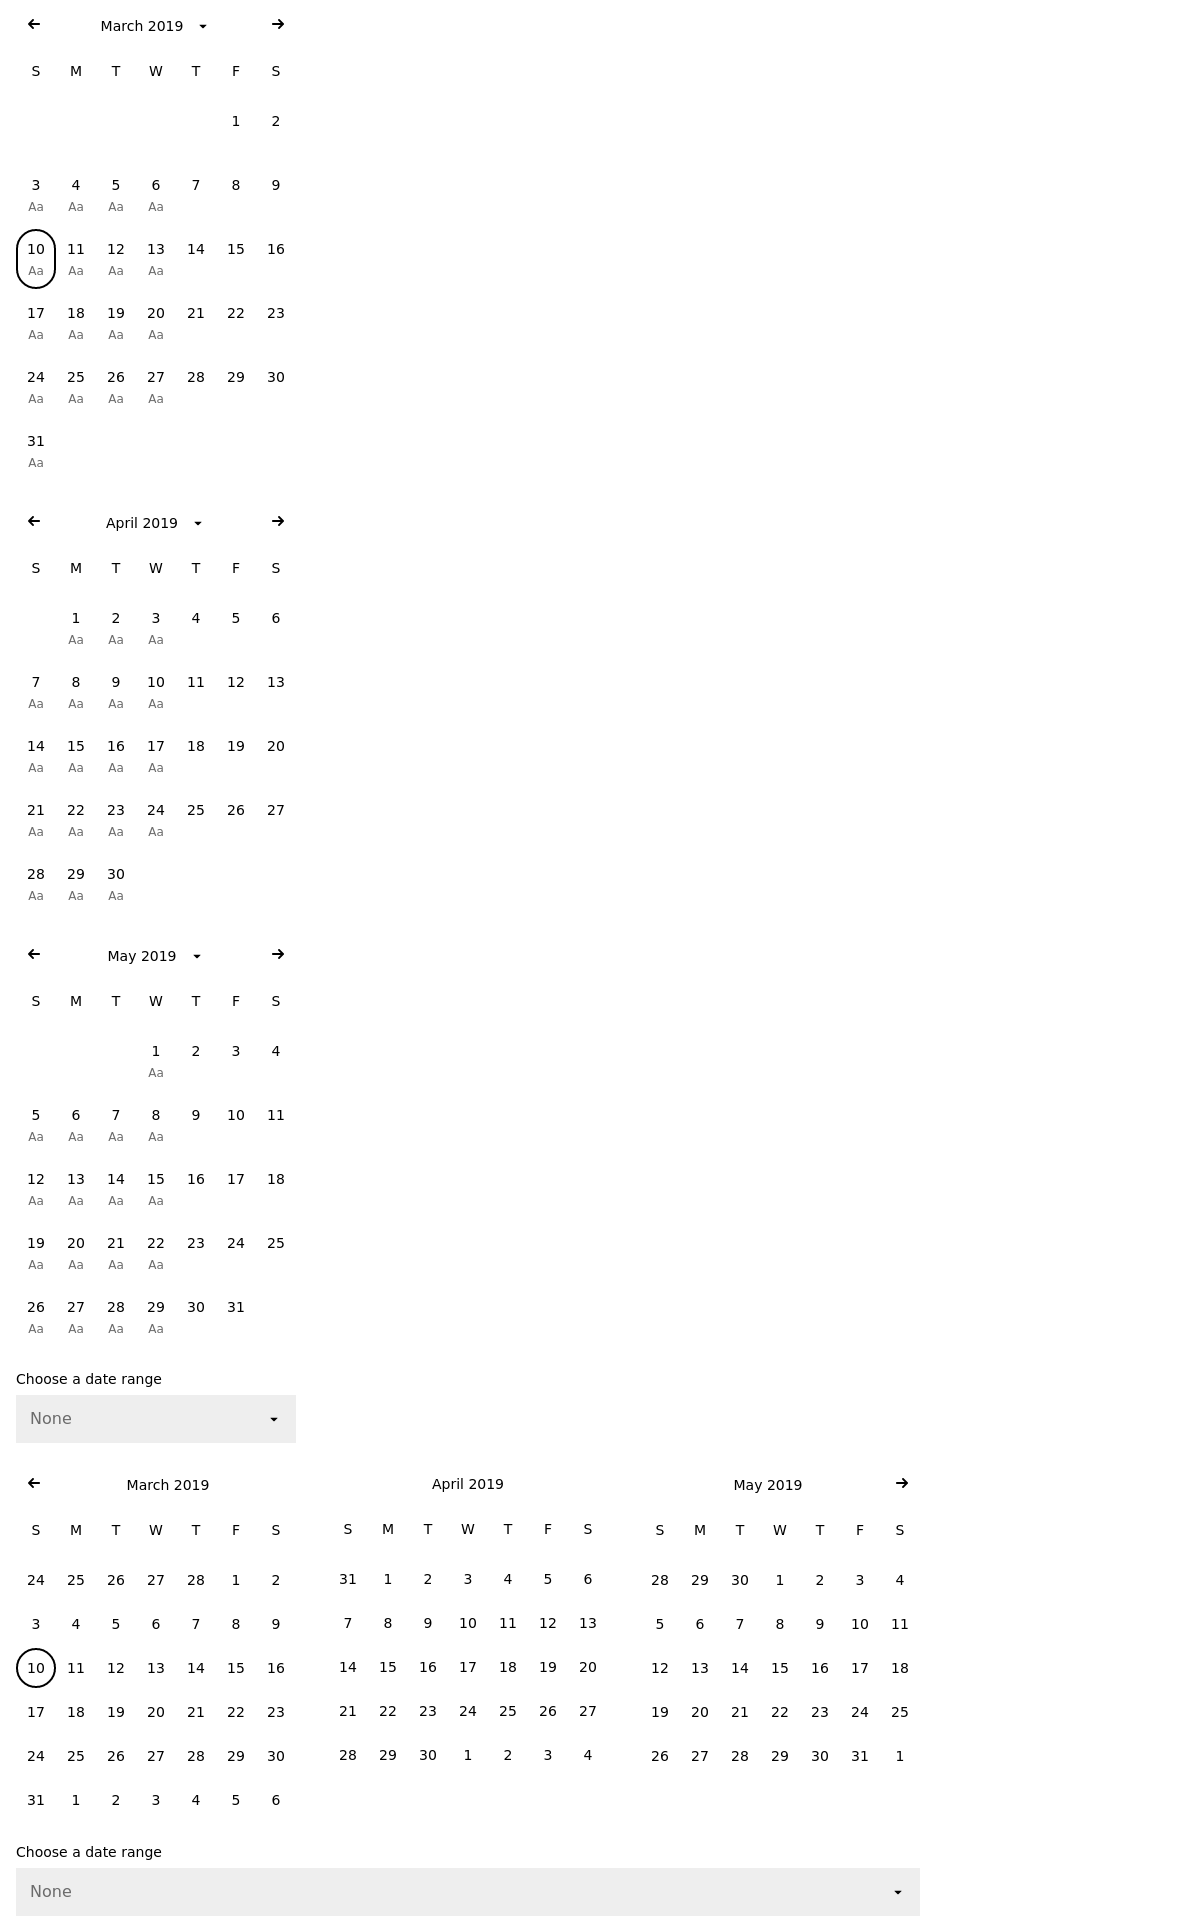 March 2019
S M T W T F S
1 2
3 4 5 6 7 8 9
Aa Aa Aa Aa
10 11 12 13 14 15 16
Aa Aa Aa Aa
17 18 19 20 21 22 23
Aa Aa Aa Aa
24 25 26 27 28 29 30
Aa Aa Aa Aa
31
Aa
April 2019
S M T W T F S
1 2 3 4 5 6
Aa Aa Aa
7 8 9 10 11 12 13
Aa Aa Aa Aa
14 15 16 17 18 19 20
Aa Aa Aa Aa
21 22 23 24 25 26 27
Aa Aa Aa Aa
28 29 30
Aa Aa Aa
May 2019
S M T W T F S
1 2 3 4
Aa
5 6 7 8 9 10 11
Aa Aa Aa Aa
12 13 14 15 16 17 18
Aa Aa Aa Aa
19 20 21 22 23 24 25
Aa Aa Aa Aa
26 27 28 29 30 31
Aa Aa Aa Aa
Choose a date range
None
March 2019
S M T W T F S
24 25 26 27 28 1 2
3 4 5 6 7 8 9
10 11 12 13 14 15 16
17 18 19 20 21 22 23
24 25 26 27 28 29 30
31 1 2 3 4 5 6
April 2019
S M T W T F S
31 1 2 3 4 5 6
7 8 9 10 11 12 13
14 15 16 17 18 19 20
21 22 23 24 25 26 27
28 29 30 1 2 3 4
May 2019
S M T W T F S
28 29 30 1 2 3 4
5 6 7 8 9 10 11
12 13 14 15 16 17 18
19 20 21 22 23 24 25
26 27 28 29 30 31 1
Choose a date range
None